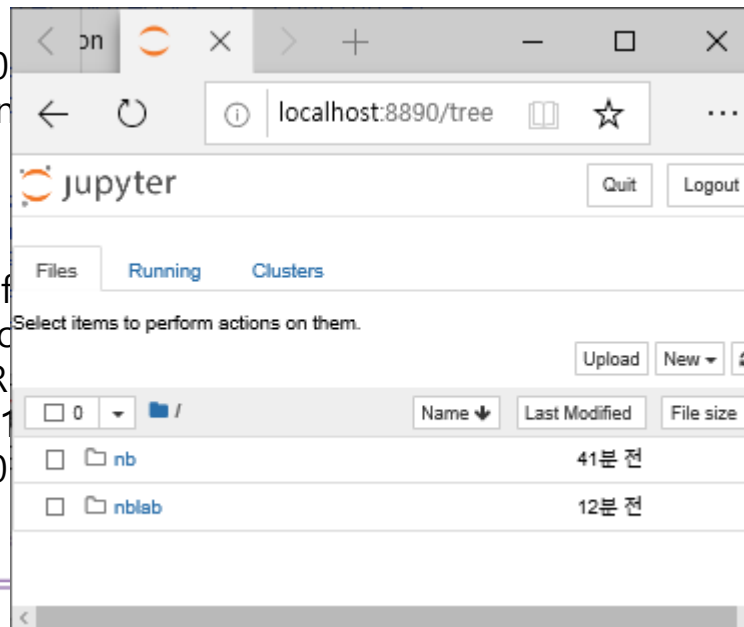 on
localhost:8890/tree
jupyter
Quit Logout
Files Running Clusters
Select items to perform actions on them.
Upload New
0 / Name Last Modified File size
nb 41분 전
nblab 12분 전